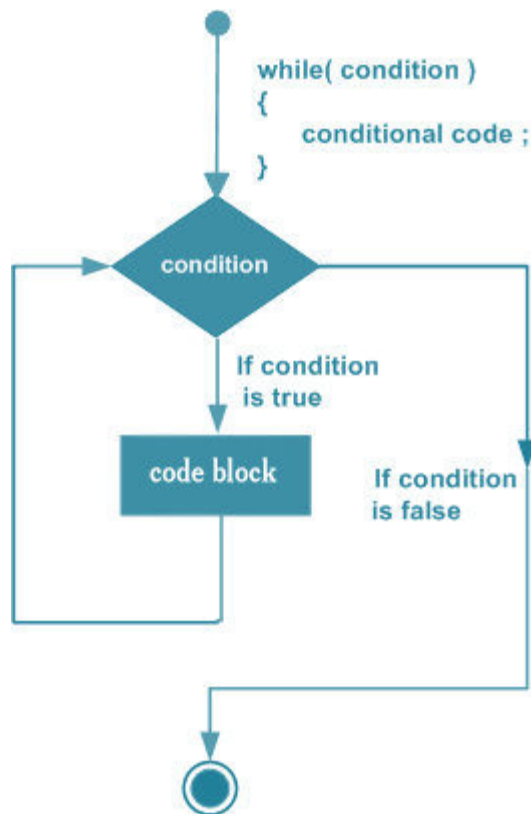 while( condition )
{
conditional code ;
}
condition
If condition
is true
code block
If condition
is false